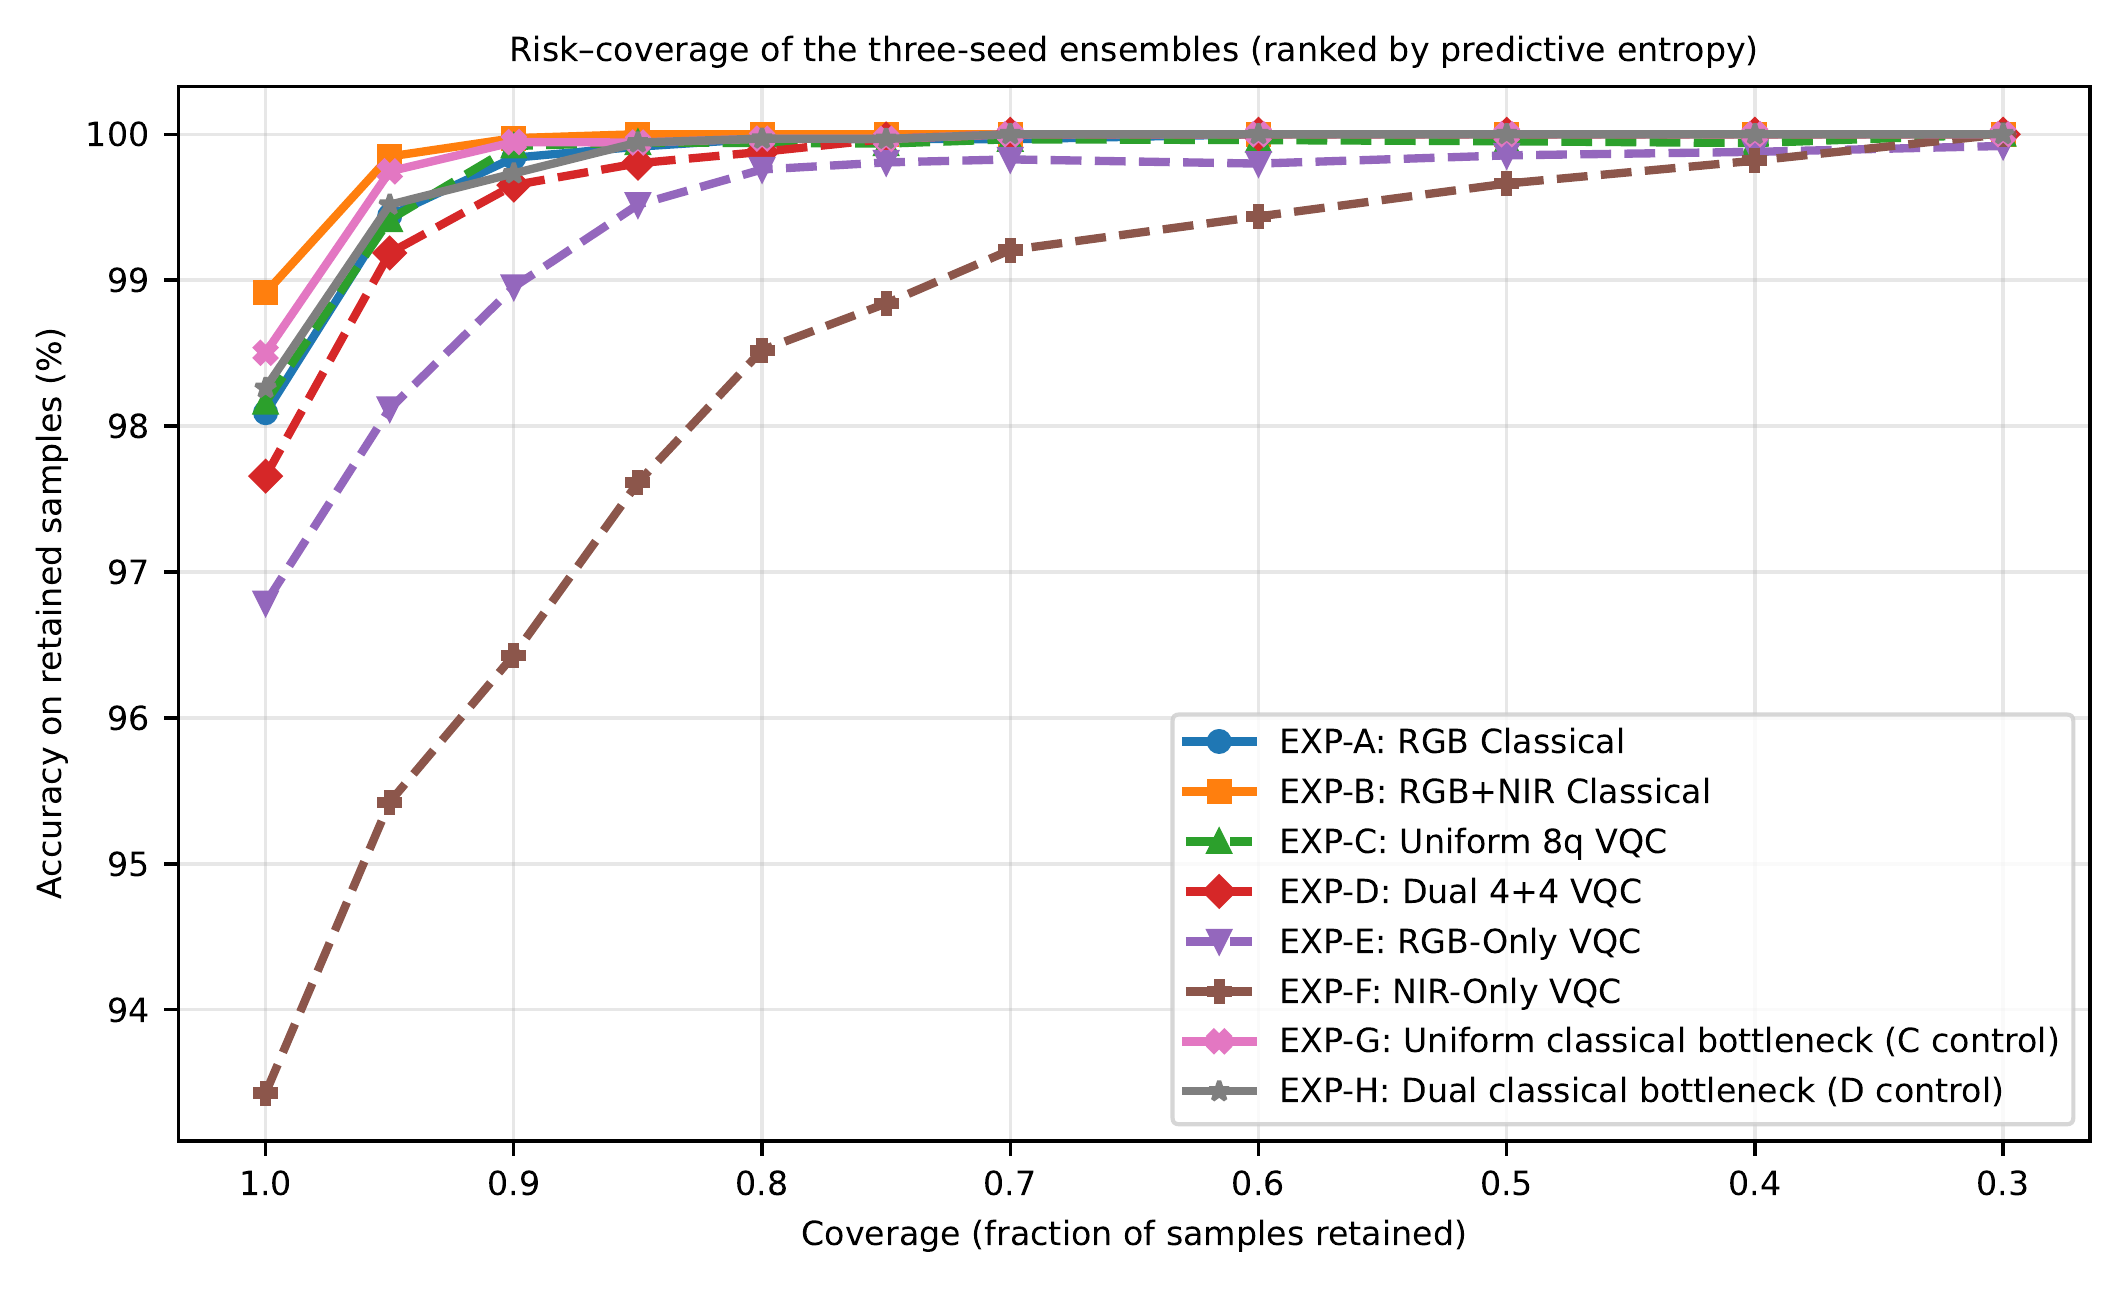 Risk–coverage of the three-seed ensembles (ranked by predictive entropy)
Accuracy on retained samples (%)
100
99
98
97
96
95
94
EXP-A: RGB Classical
EXP-B: RGB+NIR Classical
EXP-C: Uniform 8q VQC
EXP-D: Dual 4+4 VQC
EXP-E: RGB-Only VQC
EXP-F: NIR-Only VQC
EXP-G: Uniform classical bottleneck (C control)
EXP-H: Dual classical bottleneck (D control)
1.0 0.9 0.8 0.7 0.6 0.5 0.4 0.3
Coverage (fraction of samples retained)